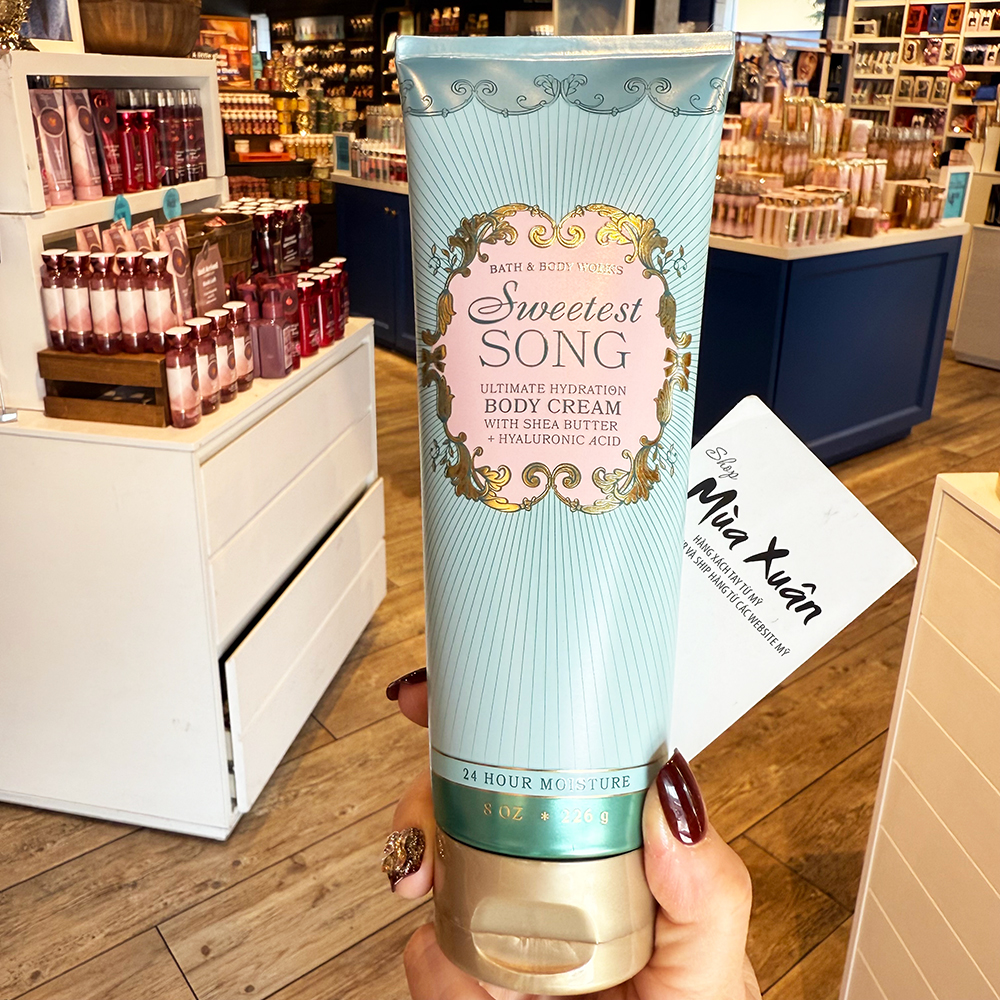 BATH & BODY WORKS
Sweetest
SONG
ULTIMATE HYDRATION
BODY CREAM
WITH SHEA BUTTER
+ HYALURONIC ACID
24 HOUR MOISTURE
8 OZ * 226 g
Shop
Mùa Xuân
HÀNG XÁCH TAY TỪ MỸ
VÀ SHIP HÀNG TỪ CÁC WEBSITE MỸ